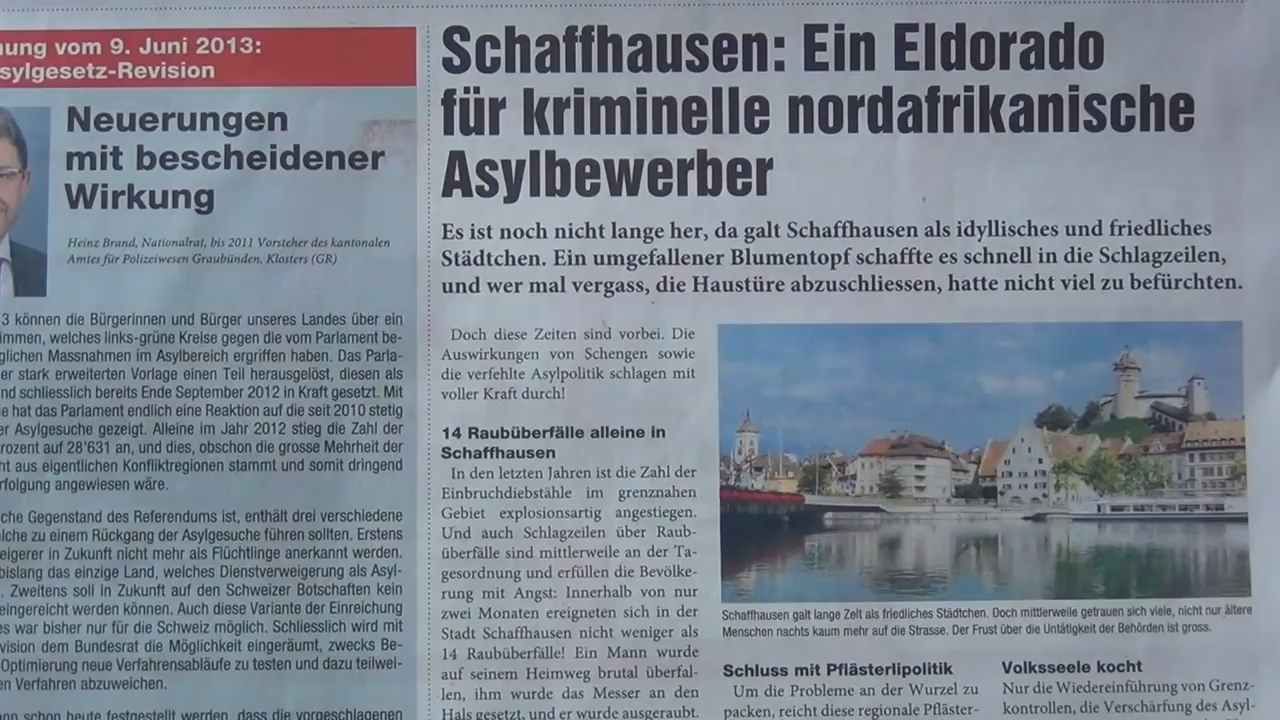 nung vom 9. Juni 2013:
sylgesetz-Revision
Neuerungen
mit bescheidener
Wirkung
Heinz Brand, Nationalrat, bis 2011 Vorsteher des kantonalen
Amtes für Polizeiwesen Graubünden, Klosters (GR)
3 können die Bürgerinnen und Bürger unseres Landes über ein
immen, welches links-grüne Kreise gegen die vom Parlament be-
glichen Massnahmen im Asylbereich ergriffen haben. Das Parla-
er stark erweiterten Vorlage einen Teil herausgelöst, diesen als
nd schliesslich bereits Ende September 2012 in Kraft gesetzt. Mit
e hat das Parlament endlich eine Reaktion auf die seit 2010 stetig
er Asylgesuche gezeigt. Alleine im Jahr 2012 stieg die Zahl der
rozent auf 28'631 an, und dies, obschon die grosse Mehrheit der
ht aus eigentlichen Konfliktregionen stammt und somit dringend
rfolgung angewiesen wäre.
che Gegenstand des Referendums ist, enthält drei verschiedene
lche zu einem Rückgang der Asylgesuche führen sollten. Erstens
eigerer in Zukunft nicht mehr als Flüchtlinge anerkannt werden.
bislang das einzige Land, welches Dienstverweigerung als Asyl-
. Zweitens soll in Zukunft auf den Schweizer Botschaften kein
eingereicht werden können. Auch diese Variante der Einreichung
es war bisher nur für die Schweiz möglich. Schliesslich wird mit
vision dem Bundesrat die Möglichkeit eingeräumt, zwecks Be-
Optimierung neue Verfahrensabläufe zu testen und dazu teilwei-
en Verfahren abzuweichen.
ann schon heute festgestellt werden, dass die vorgeschlagenen
Schaffhausen: Ein Eldorado
für kriminelle nordafrikanische
Asylbewerber
Es ist noch nicht lange her, da galt Schaffhausen als idyllisches und friedliches
Städtchen. Ein umgefallener Blumentopf schaffte es schnell in die Schlagzeilen,
und wer mal vergass, die Haustüre abzuschliessen, hatte nicht viel zu befürchten.
Doch diese Zeiten sind vorbei. Die
Auswirkungen von Schengen sowie
die verfehlte Asylpolitik schlagen mit
voller Kraft durch!
14 Raubüberfälle alleine in
Schaffhausen
In den letzten Jahren ist die Zahl der
Einbruchdiebstähle im grenznahen
Gebiet explosionsartig angestiegen.
Und auch Schlagzeilen über Raub-
überfälle sind mittlerweile an der Ta-
gesordnung und erfüllen die Bevölke-
rung mit Angst: Innerhalb von nur
zwei Monaten ereigneten sich in der
Stadt Schaffhausen nicht weniger als
14 Raubüberfälle! Ein Mann wurde
auf seinem Heimweg brutal überfal-
len, ihm wurde das Messer an den
Hals gesetzt, und er wurde ausgeraubt.
Schaffhausen galt lange Zeit als friedliches Städtchen. Doch mittlerweile getrauen sich viele, nicht nur ältere
Menschen nachts kaum mehr auf die Strasse. Der Frust über die Untätigkeit der Behörden ist gross.
Schluss mit Pflästerlipolitik
Um die Probleme an der Wurzel zu
packen, reicht diese regionale Pfläster-
Volksseele kocht
Nur die Wiedereinführung von Grenz-
kontrollen, die Verschärfung des Asyl-